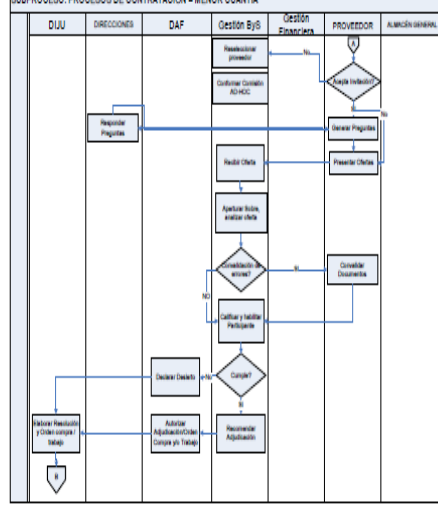 SUBPROCESO: PROCESOS DE CONTRATACIÓN – MENOR CUANTÍA
DIJU
DIRECCIONES
DAF
Gestión ByS
Gestión
Financiera
PROVEEDOR
ALMACÉN GENERAL
A
Reseleccionar
proveedor
No
Acepta Invitación?
Conformar Comisión
AD-HOC
Si
No
Responder
Preguntas
Generar Preguntas
Recibir Oferta
Presentar Ofertas
Aperturar Sobre,
analizar oferta
Convalidación de
errores?
SI
Convalidar
Documentos
NO
Calificar y habilitar
Participante
Declarar Desierto
No
Cumple?
Si
Elaborar Resolución
y Orden compra /
trabajo
Autorizar
Adjudicación/Orden
Compra y/o Trabajo
Recomendar
Adjudicación
B